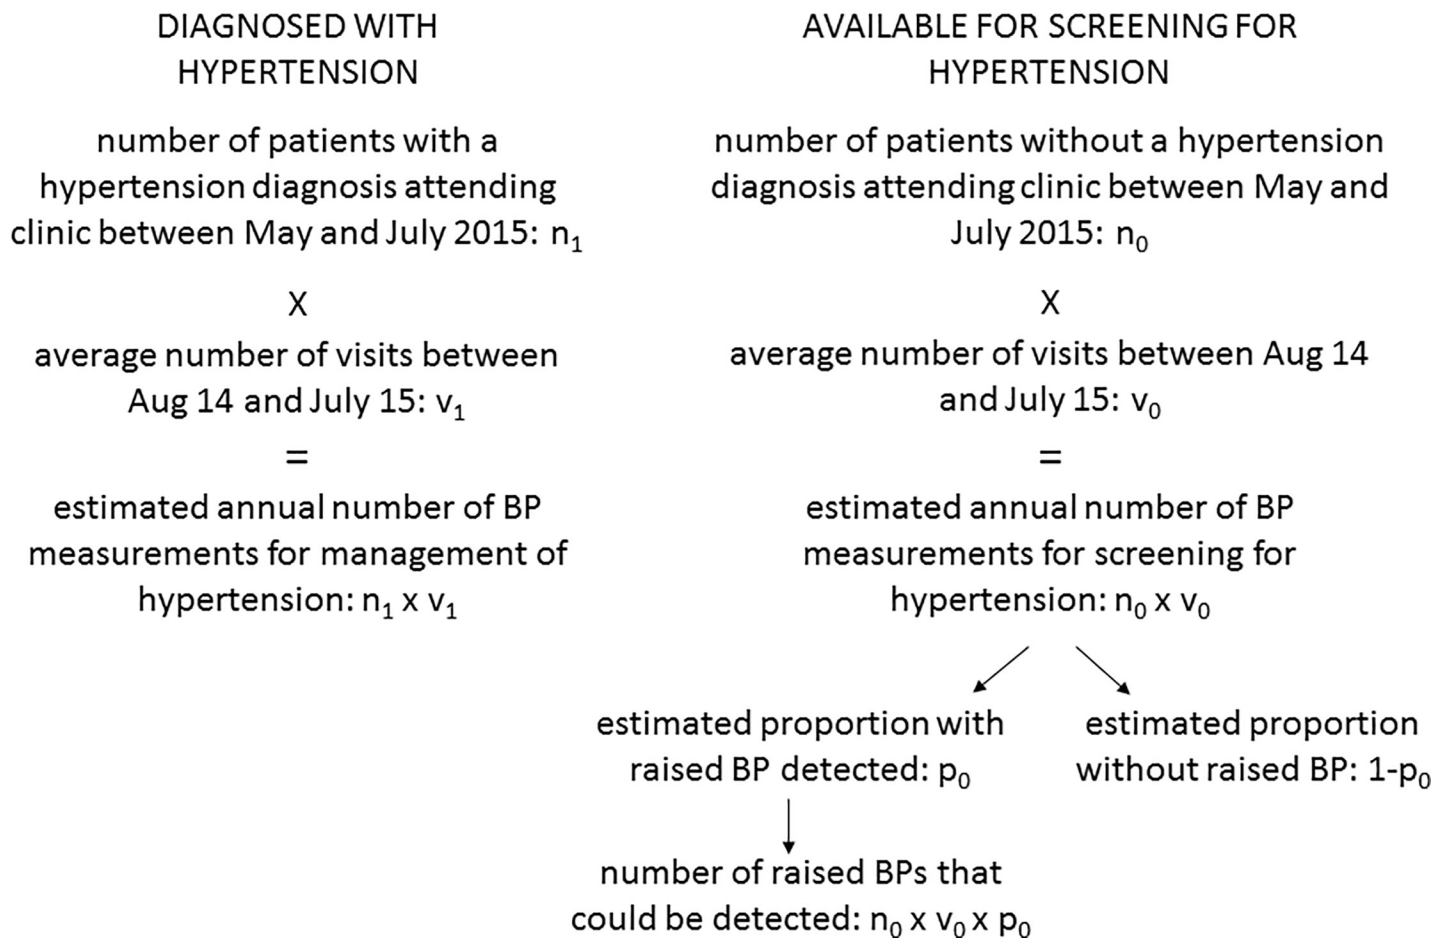 DIAGNOSED WITH
HYPERTENSION
number of patients with a
hypertension diagnosis attending
clinic between May and July 2015: n₁
X
average number of visits between
Aug 14 and July 15: v₁
=
estimated annual number of BP
measurements for management of
hypertension: n₁ x v₁
AVAILABLE FOR SCREENING FOR
HYPERTENSION
number of patients without a hypertension
diagnosis attending clinic between May and
July 2015: n₀
X
average number of visits between Aug 14
and July 15: v₀
=
estimated annual number of BP
measurements for screening for
hypertension: n₀ x v₀
estimated proportion with
raised BP detected: p₀
estimated proportion
without raised BP: 1-p₀
number of raised BPs that
could be detected: n₀ x v₀ x p₀